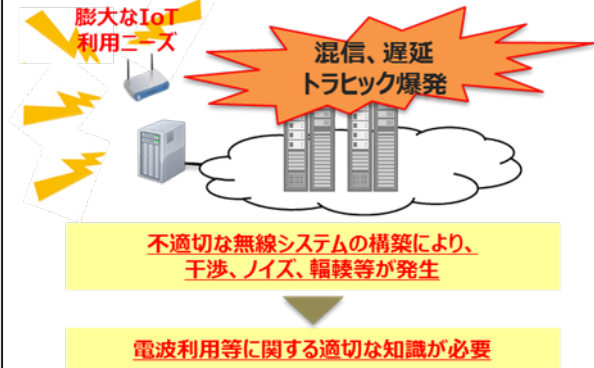 膨大なIoT
利用ニーズ
混信、遅延
トラヒック爆発
不適切な無線システムの構築により、
干渉、ノイズ、輻輳等が発生
電波利用等に関する適切な知識が必要